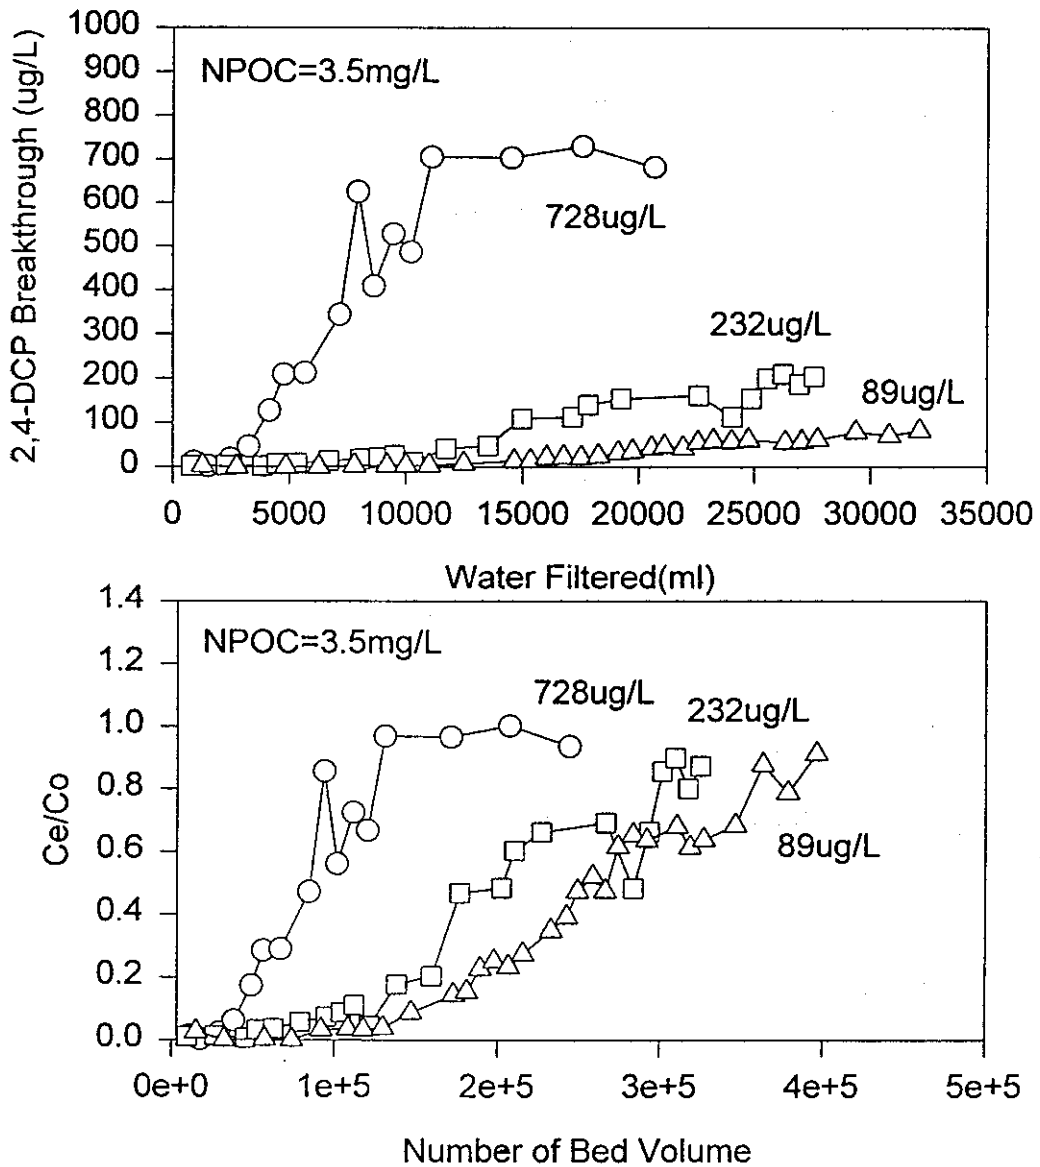 1000
900
800
700
600
500
400
300
200
100
0
2,4-DCP Breakthrough (ug/L)
NPOC=3.5mg/L
728ug/L
232ug/L
89ug/L
0 5000 10000 15000 20000 25000 30000 35000
Water Filtered(ml)
1.4
1.2
1.0
0.8
0.6
0.4
0.2
0.0
Ce/Co
NPOC=3.5mg/L
728ug/L
232ug/L
89ug/L
0e+0 1e+5 2e+5 3e+5 4e+5 5e+5
Number of Bed Volume